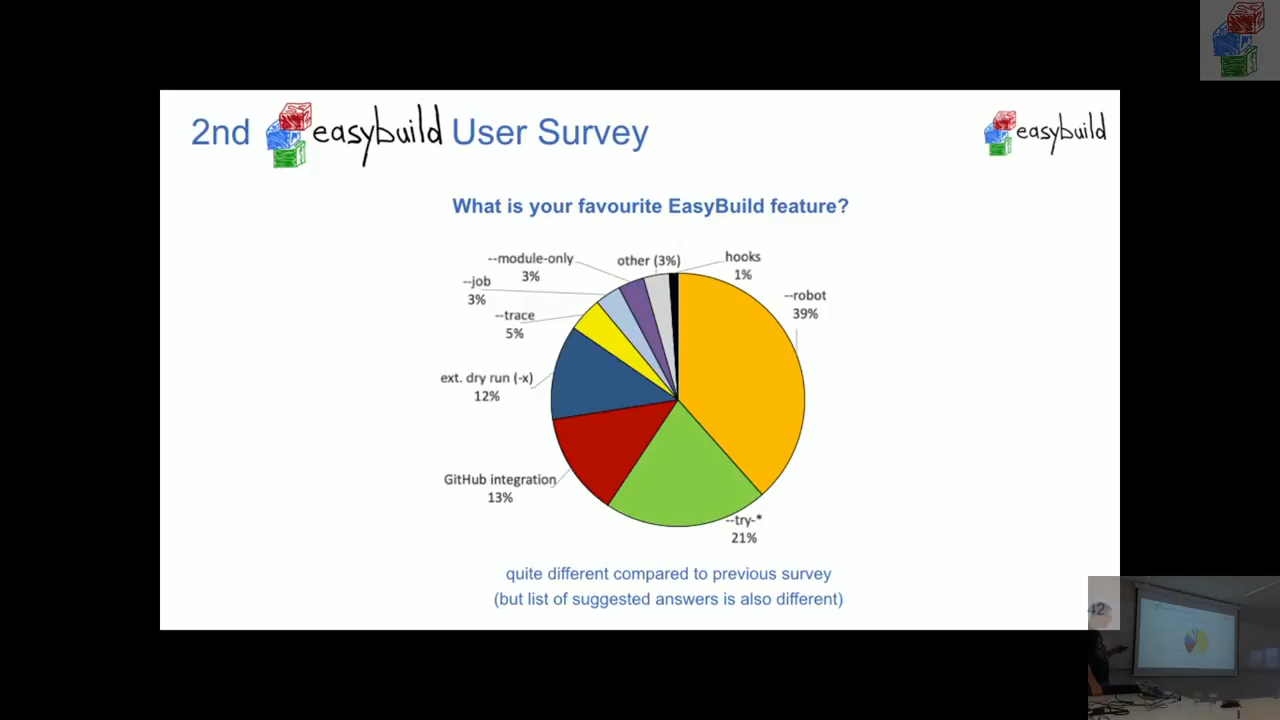 2nd easybuild User Survey
easybuild
What is your favourite EasyBuild feature?
--module-only
3%
other (3%)
hooks
1%
--job
3%
--robot
39%
--trace
5%
ext. dry run (-x)
12%
GitHub integration
13%
--try-*
21%
quite different compared to previous survey
(but list of suggested answers is also different)
42